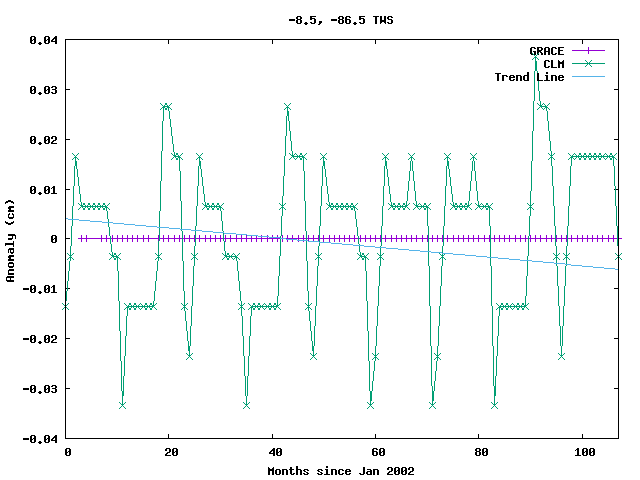 -8.5, -86.5 TWS
GRACE
CLM
Trend Line
0.04
0.03
0.02
0.01
0
-0.01
-0.02
-0.03
-0.04
Anomaly (cm)
0 20 40 60 80 100
Months since Jan 2002